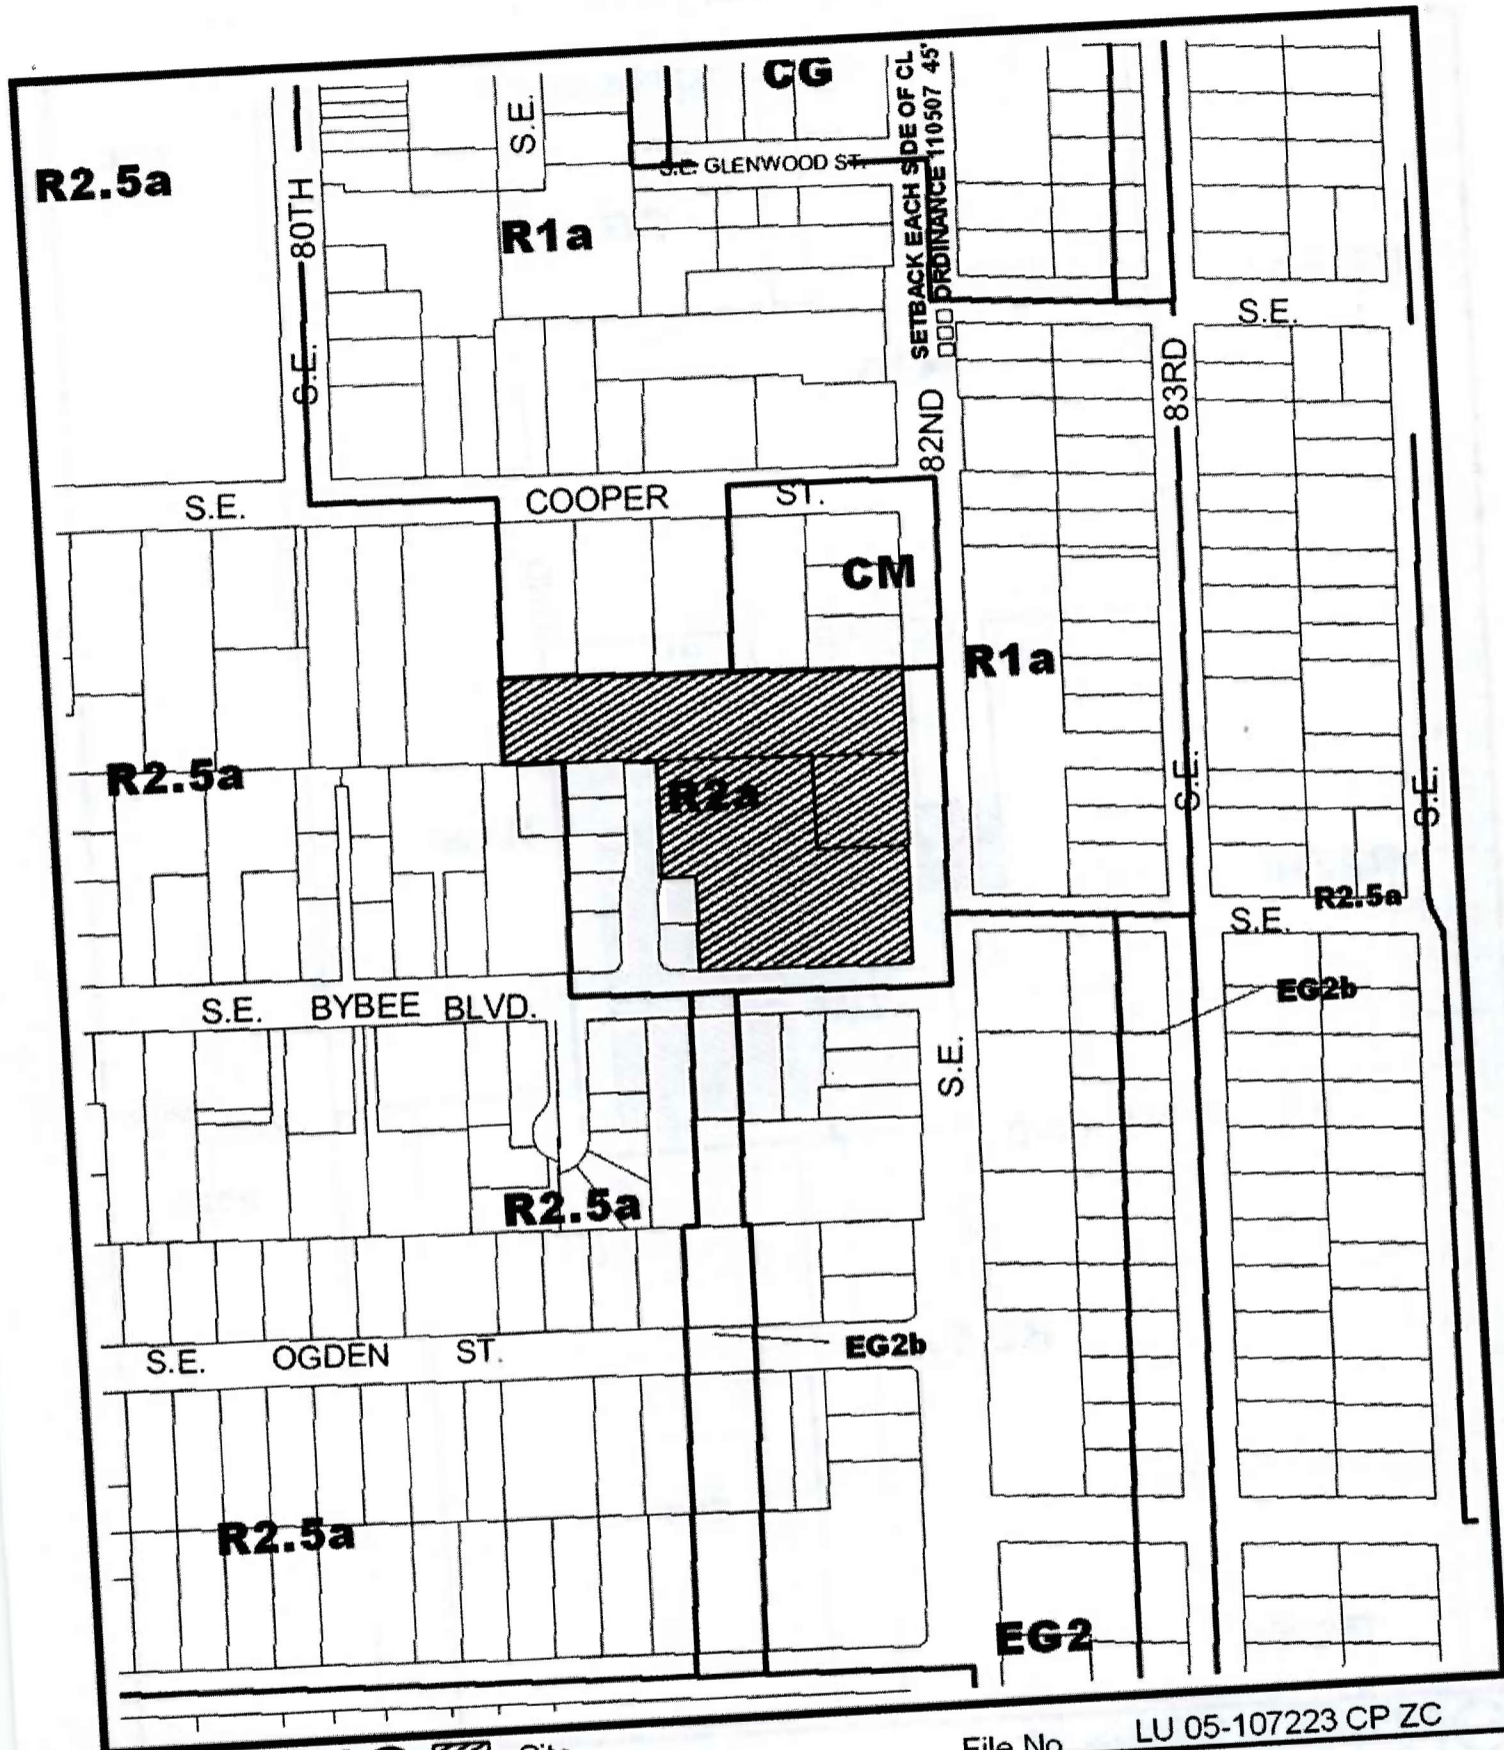 CG
S.E.
SETBACK EACH SIDE OF CL
ORDINANCE 110507 45'
S.E. GLENWOOD ST.
R2.5a
80TH
R1a
S.E.
S.E.
83RD
82ND
S.E.
COOPER
ST.
CM
R1a
R2.5a
R2a
S.E.
S.E.
R2.5a
S.E.
EG2b
S.E.
BYBEE
BLVD.
S.E.
R2.5a
EG2b
S.E.
OGDEN
ST.
R2.5a
EG2
File No.
LU 05-107223 CP ZC